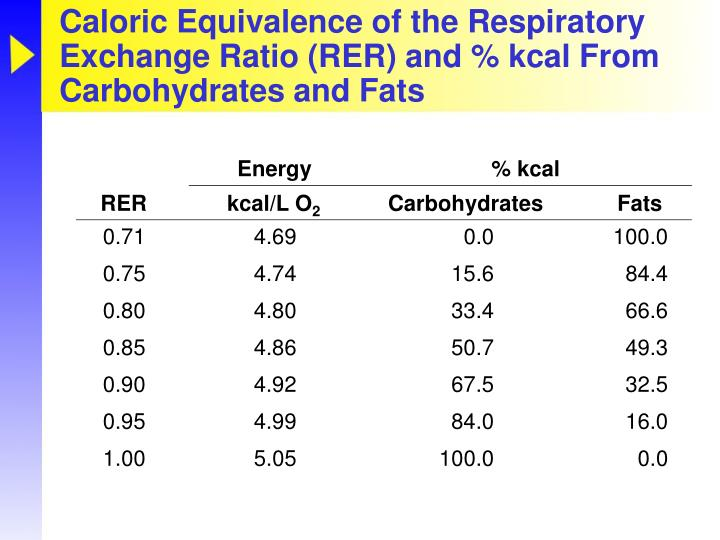 Caloric Equivalence of the Respiratory
Exchange Ratio (RER) and % kcal From
Carbohydrates and Fats
Energy % kcal
RER kcal/L O₂ Carbohydrates Fats
0.71 4.69 0.0 100.0
0.75 4.74 15.6 84.4
0.80 4.80 33.4 66.6
0.85 4.86 50.7 49.3
0.90 4.92 67.5 32.5
0.95 4.99 84.0 16.0
1.00 5.05 100.0 0.0